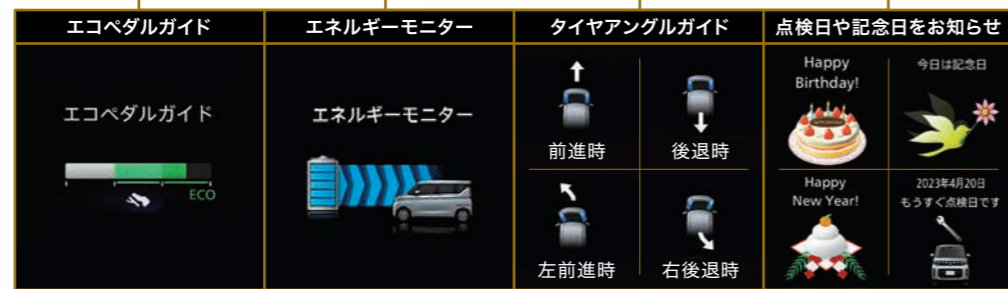 エコペダルガイド
エネルギーモニター
タイヤアングルガイド
点検日や記念日をお知らせ
エコペダルガイド
ECO
エネルギーモニター
前進時
後退時
左前進時
右後退時
Happy
Birthday!
今日は記念日
Happy
New Year!
2023年4月20日
もうすぐ点検日です